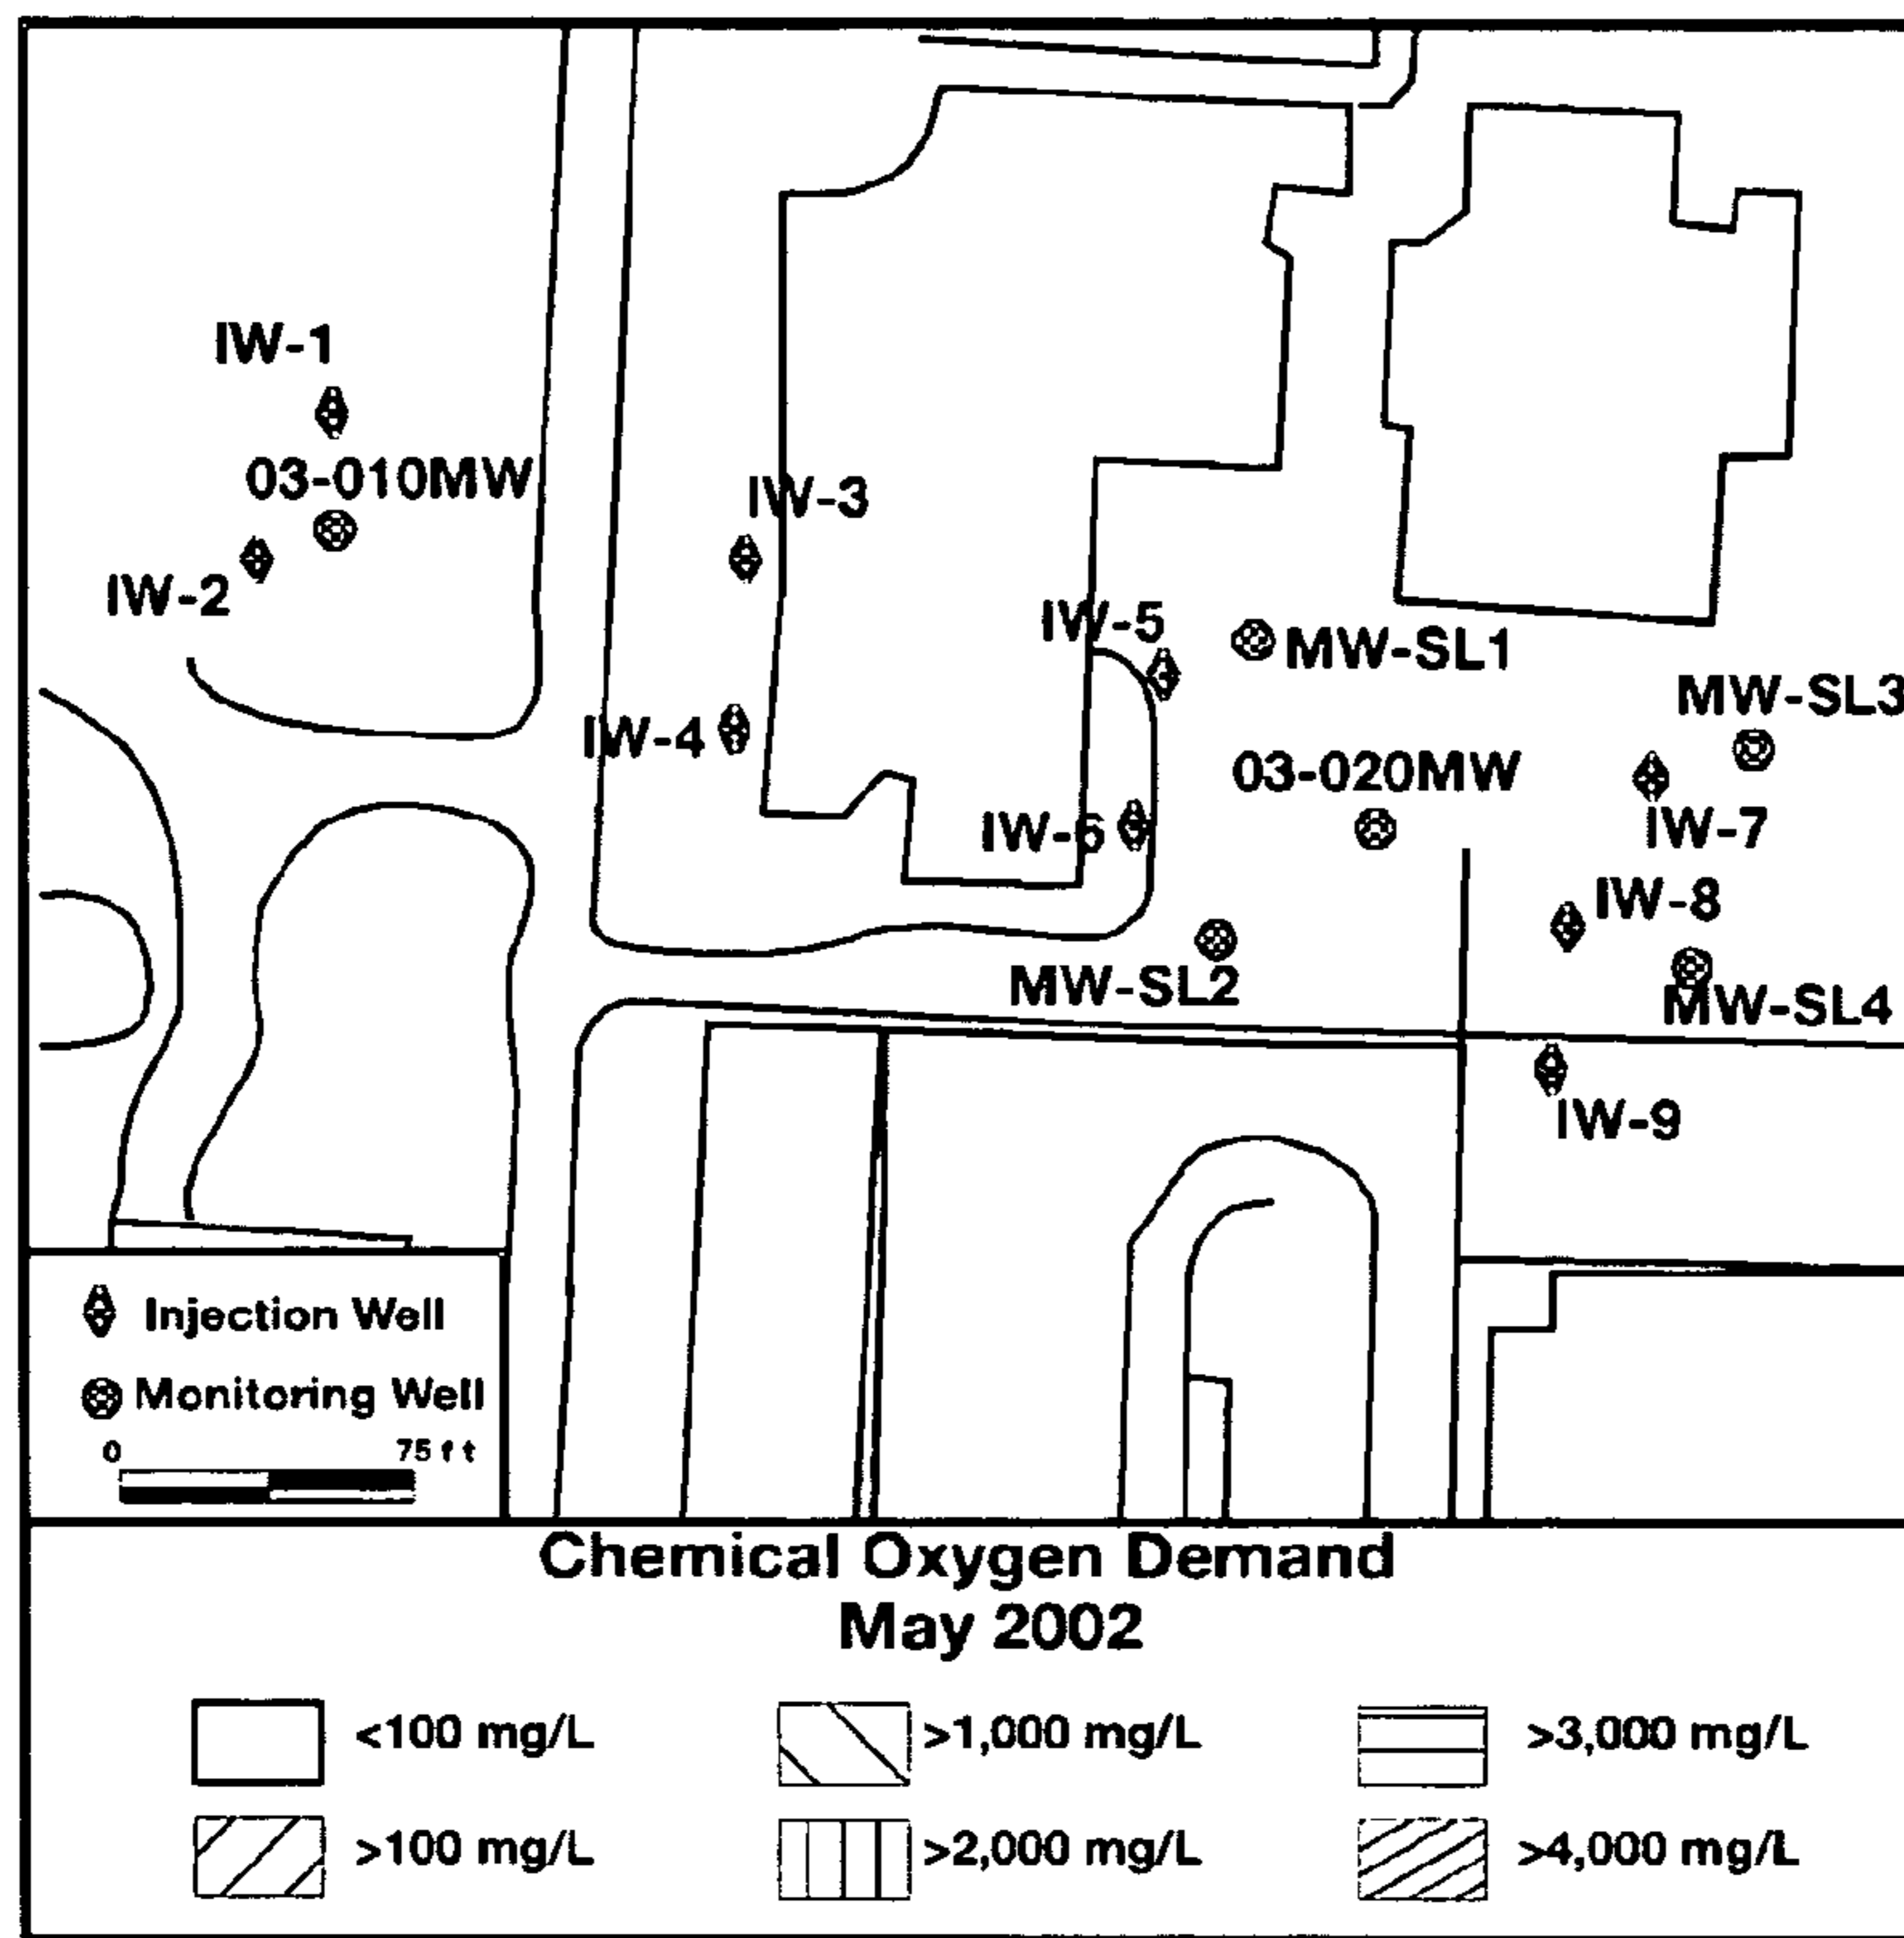 IW-1
03-010MW
IW-2
IW-3
IW-4
IW-5
MW-SL1
MW-SL3
03-020MW
IW-7
IW-6
IW-8
MW-SL2
MW-SL4
IW-9
Injection Well
Monitoring Well
0 75 ft
Chemical Oxygen Demand
May 2002
<100 mg/L >1,000 mg/L >3,000 mg/L
>100 mg/L >2,000 mg/L >4,000 mg/L